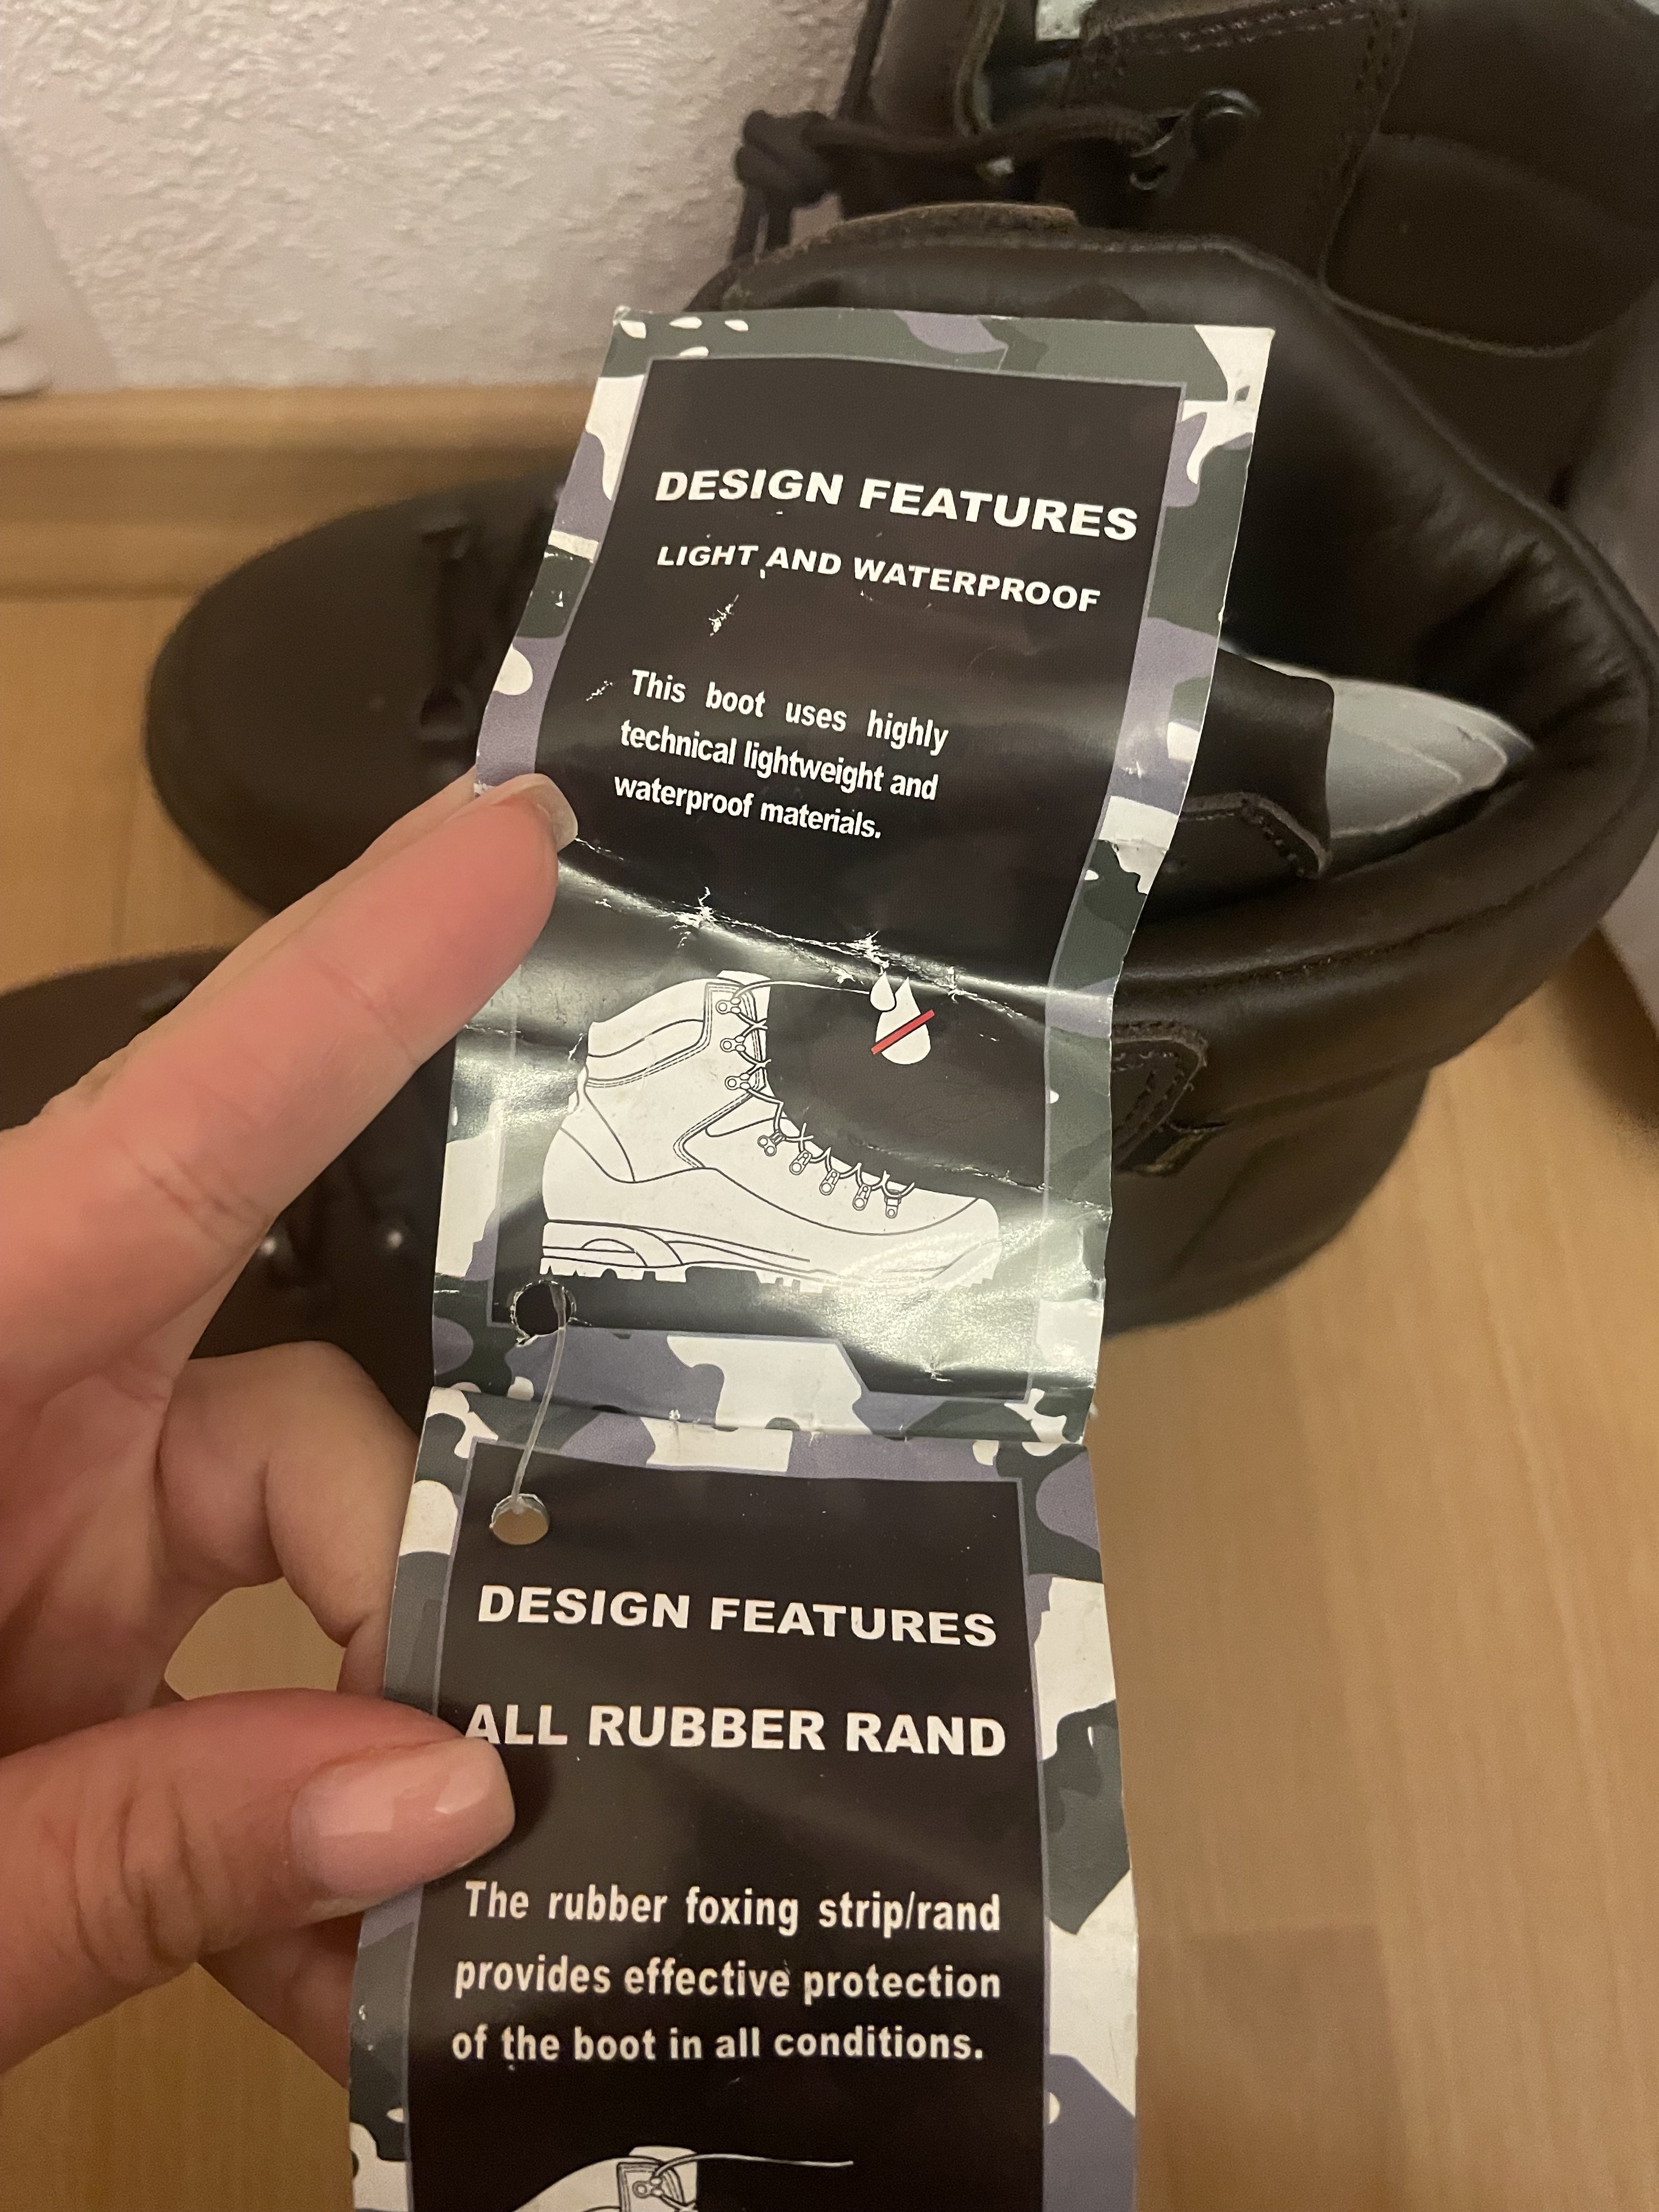 DESIGN FEATURES
LIGHT AND WATERPROOF
This boot uses highly
technical lightweight and
waterproof materials.
DESIGN FEATURES
ALL RUBBER RAND
The rubber foxing strip/rand
provides effective protection
of the boot in all conditions.